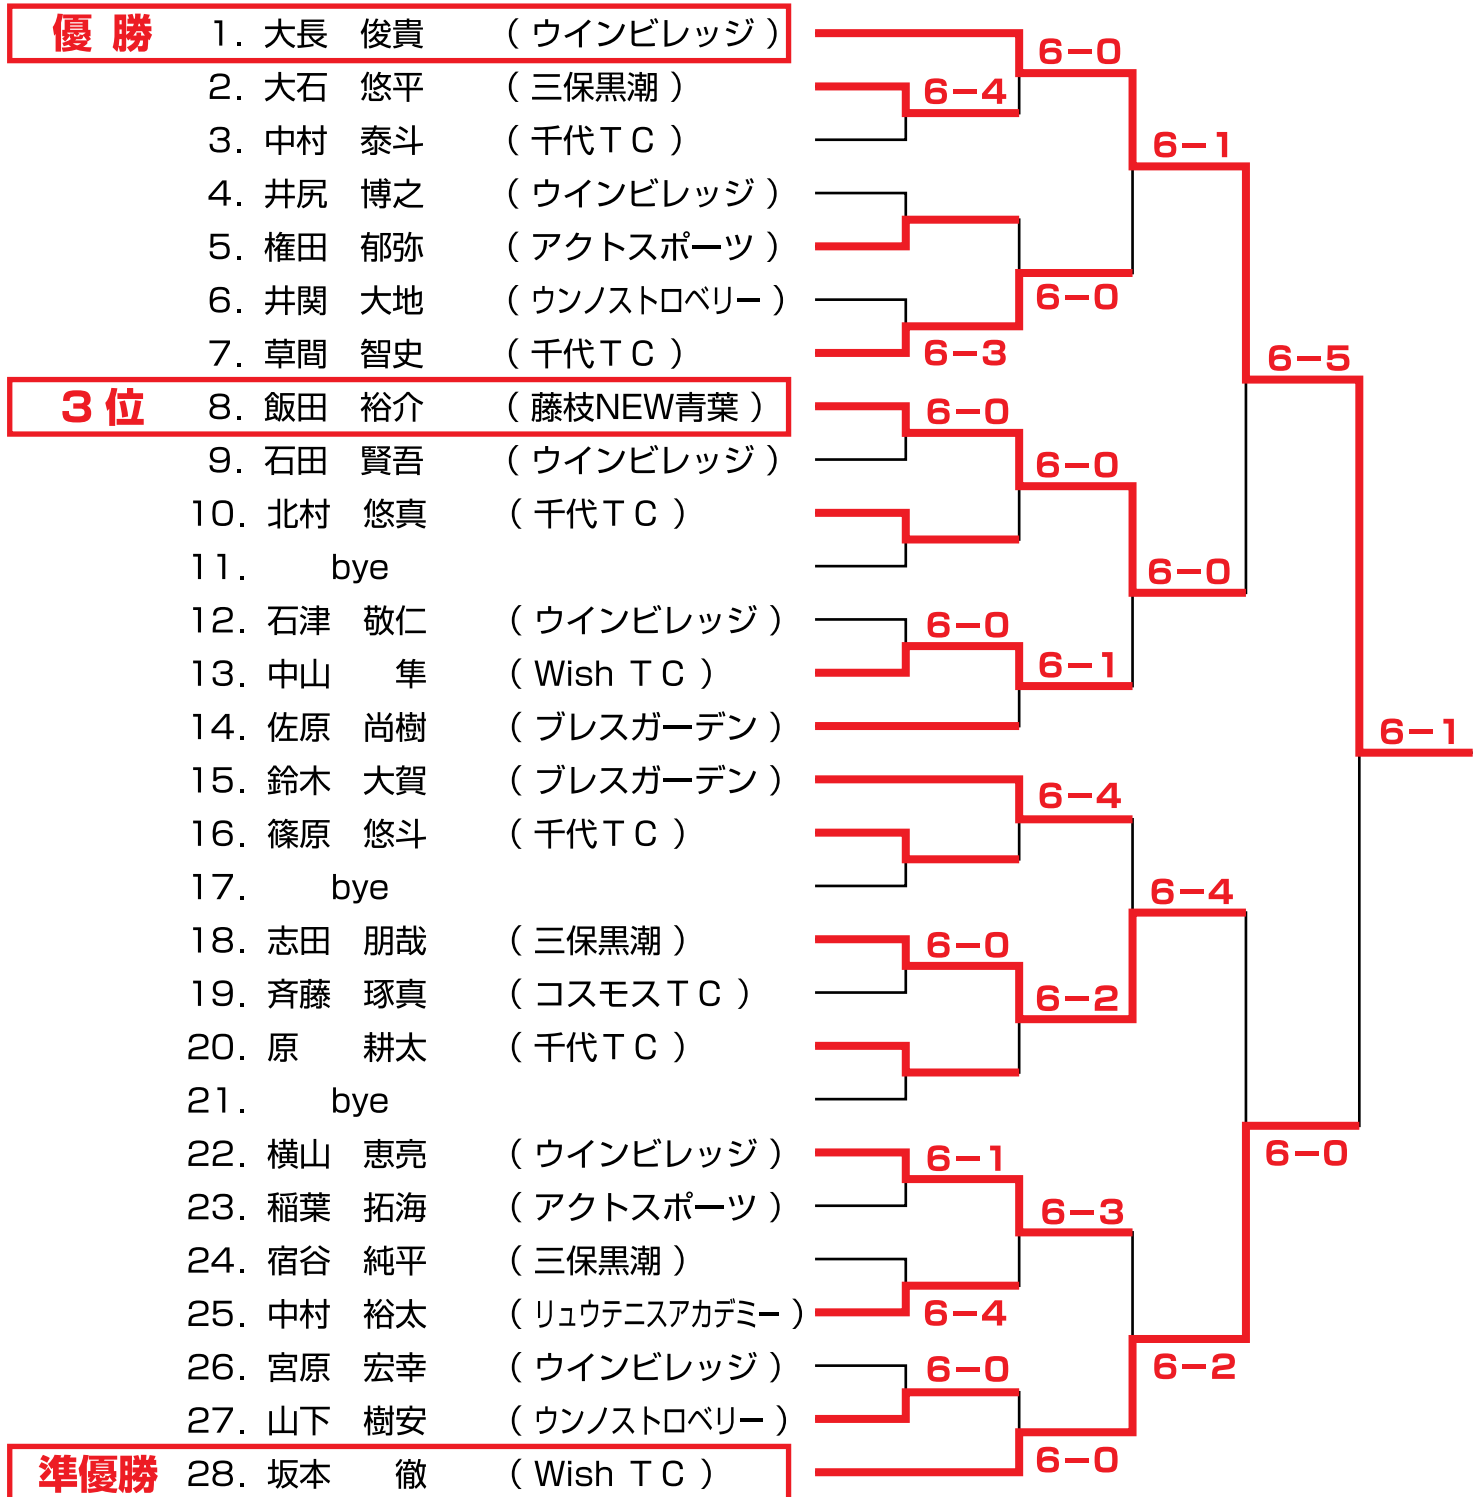 優勝 1. 大長 俊貴 ( ウインビレッジ )
2. 大石 悠平 ( 三保黒潮 )
3. 中村 泰斗 ( 千代TC )
4. 井尻 博之 ( ウインビレッジ )
5. 権田 郁弥 ( アクトスポーツ )
6. 井関 大地 ( ウンノストロベリー )
7. 草間 智史 ( 千代TC )
3位 8. 飯田 裕介 ( 藤枝NEW青葉 )
9. 石田 賢吾 ( ウインビレッジ )
10. 北村 悠真 ( 千代TC )
11. bye
12. 石津 敬仁 ( ウインビレッジ )
13. 中山 隼 ( Wish TC )
14. 佐原 尚樹 ( ブレスガーデン )
15. 鈴木 大賀 ( ブレスガーデン )
16. 篠原 悠斗 ( 千代TC )
17. bye
18. 志田 朋哉 ( 三保黒潮 )
19. 斉藤 琢真 ( コスモスTC )
20. 原 耕太 ( 千代TC )
21. bye
22. 横山 恵亮 ( ウインビレッジ )
23. 稲葉 拓海 ( アクトスポーツ )
24. 宿谷 純平 ( 三保黒潮 )
25. 中村 裕太 ( リュウテニスアカデミー )
26. 宮原 宏幸 ( ウインビレッジ )
27. 山下 樹安 ( ウンノストロベリー )
準優勝 28. 坂本 徹 ( Wish TC )
6-4
6-3
6-0
6-0
6-0
6-1
6-4
6-0
6-0
6-0
6-0
6-1
6-4
6-2
6-3
6-0
6-1
6-0
6-4
6-2
6-5
6-0
6-1